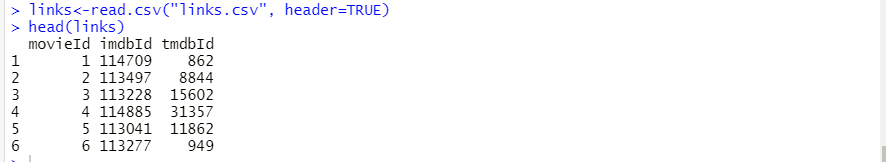 > links<-read.csv("links.csv", header=TRUE)
> head(links)
  movieId imdbId tmdbId
1       1 114709    862
2       2 113497   8844
3       3 113228  15602
4       4 114885  31357
5       5 113041  11862
6       6 113277    949
>